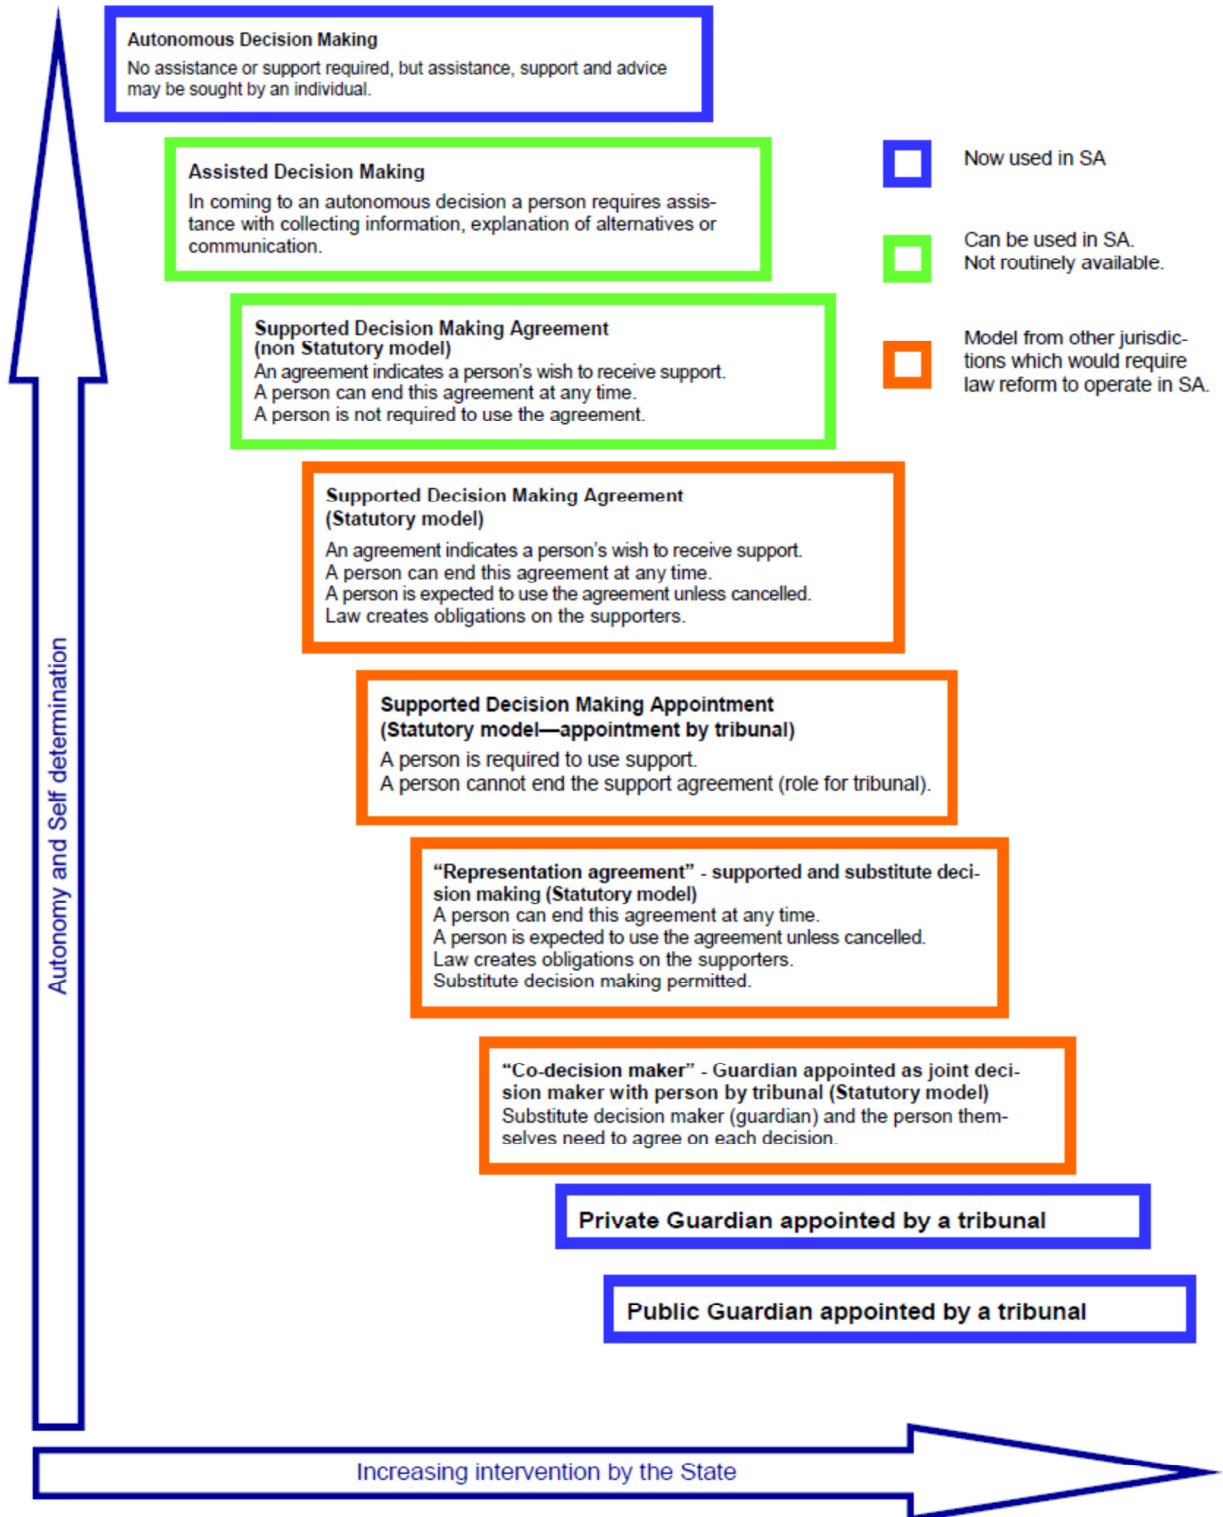 Autonomous Decision Making
No assistance or support required, but assistance, support and advice
may be sought by an individual.
Assisted Decision Making
In coming to an autonomous decision a person requires assis-
tance with collecting information, explanation of alternatives or
communication.
Now used in SA
Can be used in SA.
Not routinely available.
Model from other jurisdic-
tions which would require
law reform to operate in SA.
Supported Decision Making Agreement
(non Statutory model)
An agreement indicates a person's wish to receive support.
A person can end this agreement at any time.
A person is not required to use the agreement.
Supported Decision Making Agreement
(Statutory model)
An agreement indicates a person's wish to receive support.
A person can end this agreement at any time.
A person is expected to use the agreement unless cancelled.
Law creates obligations on the supporters.
Supported Decision Making Appointment
(Statutory model—appointment by tribunal)
A person is required to use support.
A person cannot end the support agreement (role for tribunal).
“Representation agreement” - supported and substitute deci-
sion making (Statutory model)
A person can end this agreement at any time.
A person is expected to use the agreement unless cancelled.
Law creates obligations on the supporters.
Substitute decision making permitted.
“Co-decision maker” - Guardian appointed as joint deci-
sion maker with person by tribunal (Statutory model)
Substitute decision maker (guardian) and the person them-
selves need to agree on each decision.
Private Guardian appointed by a tribunal
Public Guardian appointed by a tribunal
Autonomy and Self determination
Increasing intervention by the State